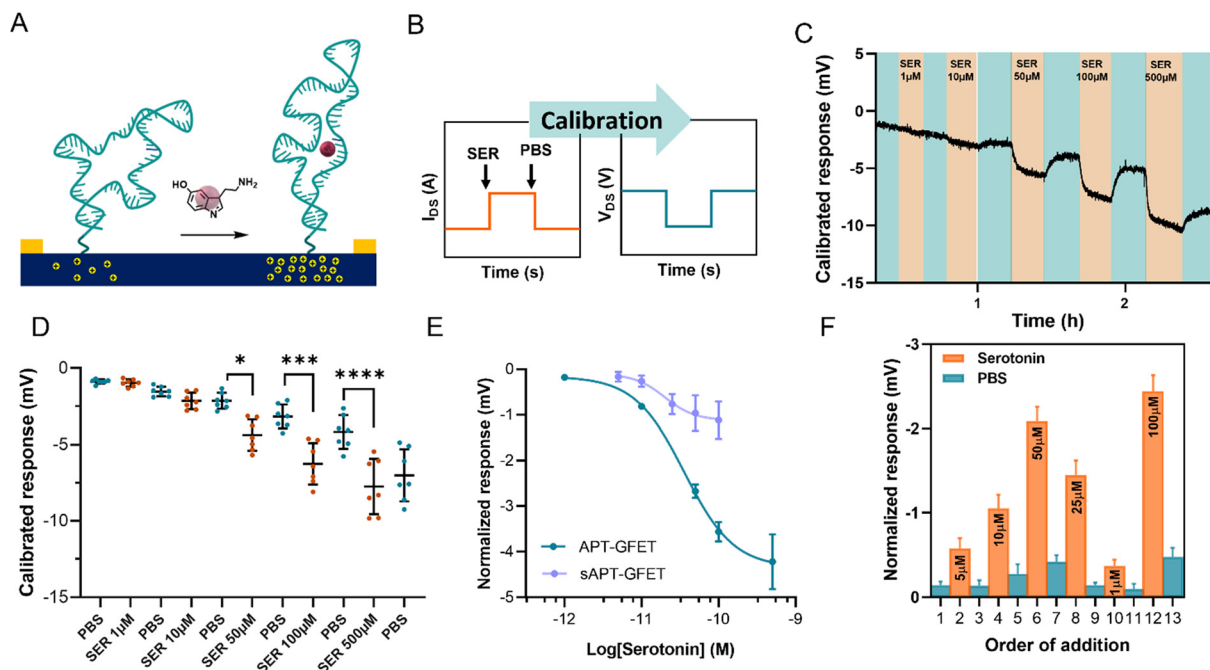 A
HO
NH₂
N
B
Calibration
SER
PBS
I_DS (A)
Time (s)
V_DS (V)
Time (s)
C
SER
1µM
SER
10µM
SER
50µM
SER
100µM
SER
500µM
Calibrated response (mV)
5
0
-5
-10
-15
1
2
Time (h)
D
*
***
****
Calibrated response (mV)
0
-5
-10
-15
PBS
SER 1µM
PBS
SER 10µM
PBS
SER 50µM
PBS
SER 100µM
PBS
SER 500µM
PBS
E
Normalized response (mV)
1
0
-1
-2
-3
-4
-5
APT-GFET
sAPT-GFET
-12
-11
-10
-9
Log[Serotonin] (M)
F
Serotonin
PBS
Normalized response (mV)
-3
-2
-1
0
5µM
10µM
50µM
25µM
1µM
100µM
1 2 3 4 5 6 7 8 9 10 11 12 13
Order of addition